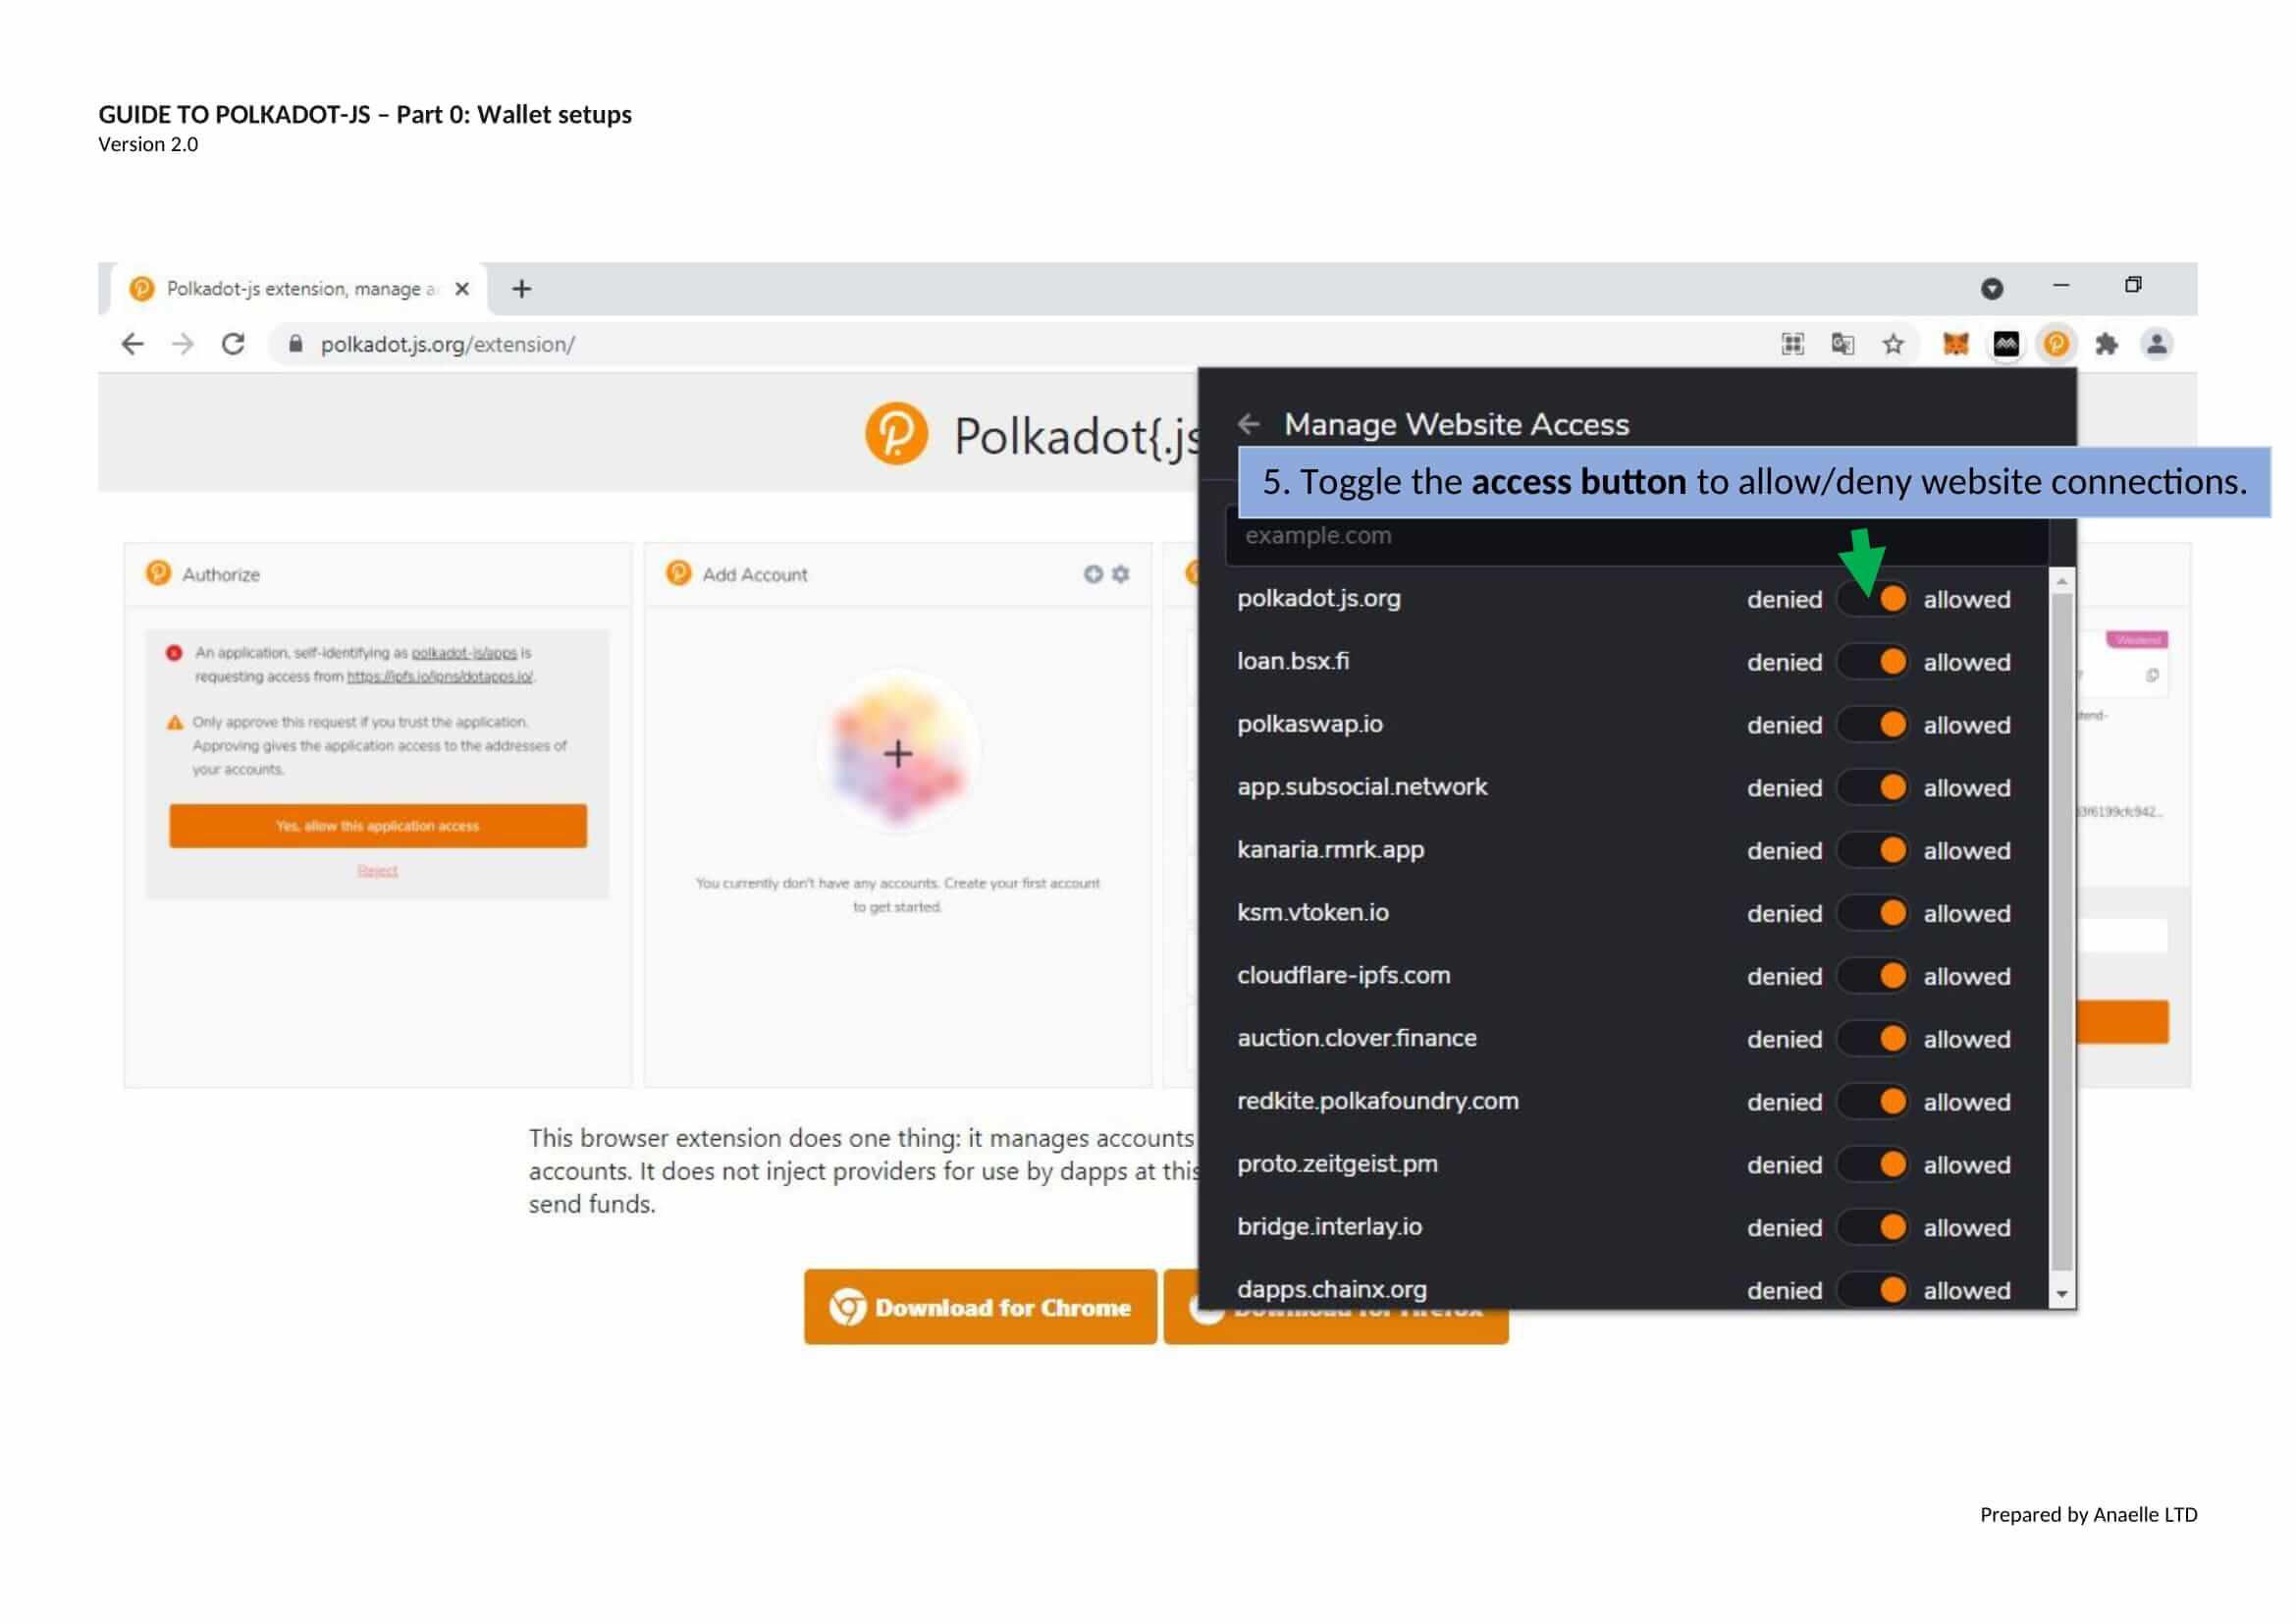 GUIDE TO POLKADOT-JS – Part 0: Wallet setups
Version 2.0
Polkadot-js extension, manage a
polkadot.js.org/extension/
Polkadot{.js
Manage Website Access
5. Toggle the access button to allow/deny website connections.
example.com
Authorize
An application, self-identifying as polkadot-js/apps is
requesting access from https://ipfs.io/ipns/dotapps.io/.
Only approve this request if you trust the application.
Approving gives the application access to the addresses of
your accounts.
Yes, allow this application access
Reject
Add Account
You currently don't have any accounts. Create your first account
to get started.
polkadot.js.org denied allowed
loan.bsx.fi denied allowed
polkaswap.io denied allowed
app.subsocial.network denied allowed
kanaria.rmrk.app denied allowed
ksm.vtoken.io denied allowed
cloudflare-ipfs.com denied allowed
auction.clover.finance denied allowed
redkite.polkafoundry.com denied allowed
proto.zeitgeist.pm denied allowed
bridge.interlay.io denied allowed
dapps.chainx.org denied allowed
Westend
This browser extension does one thing: it manages accounts
accounts. It does not inject providers for use by dapps at this
send funds.
Download for Chrome
Download for Firefox
Prepared by Anaelle LTD